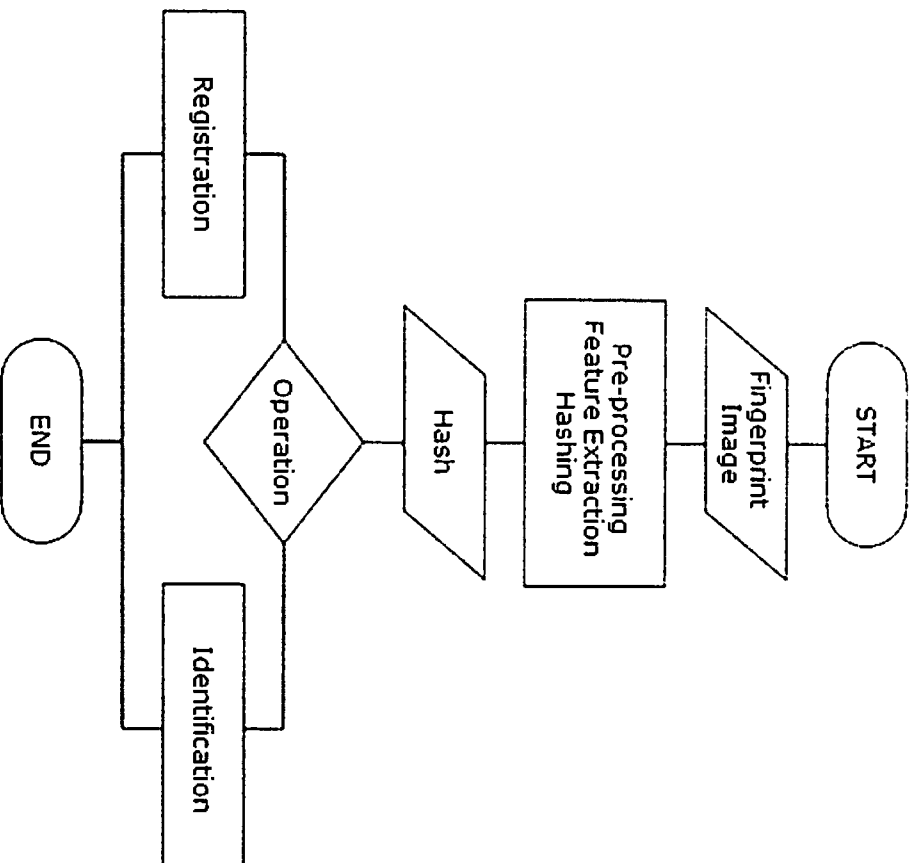 START
Fingerprint
Image
Pre-processing
Feature Extraction
Hashing
Hash
Operation
Registration
Identification
END